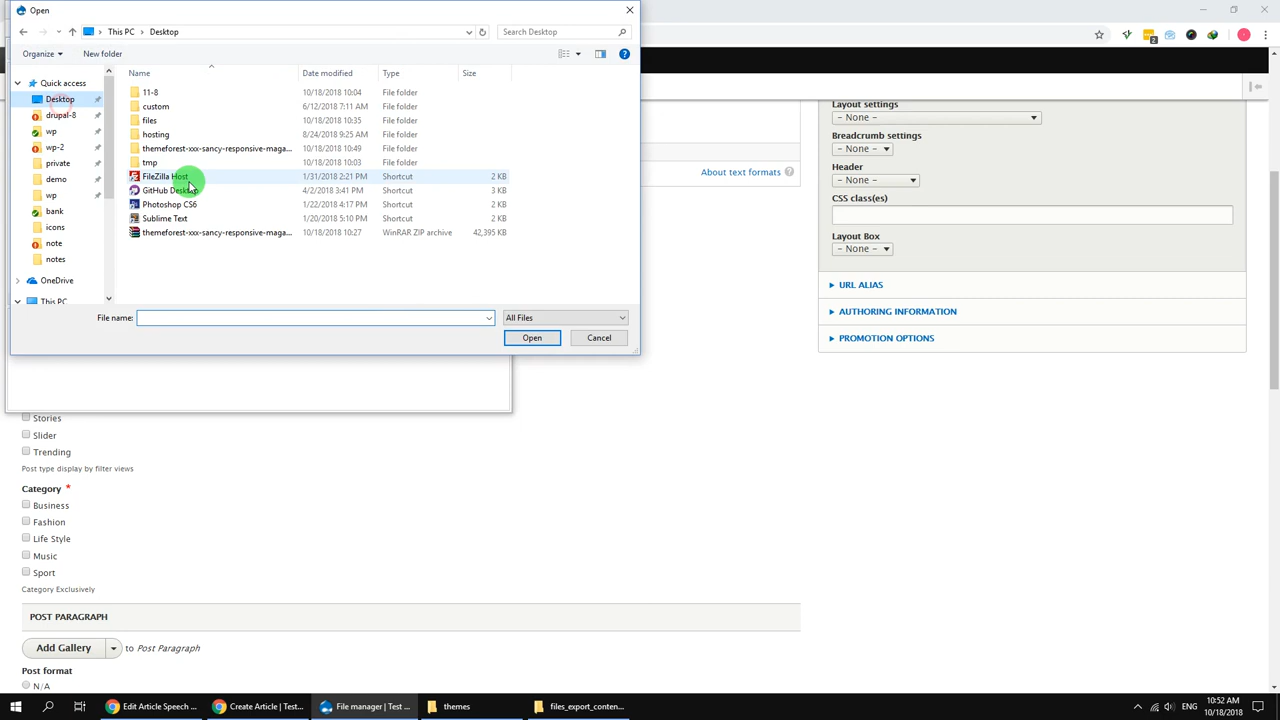 Open
This PC > Desktop
Search Desktop
Organize
New folder
Name
Date modified
Type
Size
Quick access
Desktop
drupal-8
wp
wp-2
private
demo
wp
bank
icons
note
notes
OneDrive
This PC
11-8 10/18/2018 10:04 File folder
custom 6/12/2018 7:11 AM File folder
files 10/18/2018 10:35 File folder
hosting 8/24/2018 9:25 AM File folder
themeforest-xxx-sancy-responsive-maga... 10/18/2018 10:49 File folder
tmp 10/18/2018 10:03 File folder
FileZilla Host 1/31/2018 2:21 PM Shortcut 2 KB
GitHub Desktop 4/2/2018 3:41 PM Shortcut 3 KB
Photoshop CS6 1/22/2018 4:17 PM Shortcut 2 KB
Sublime Text 1/20/2018 5:10 PM Shortcut 2 KB
themeforest-xxx-sancy-responsive-maga... 10/18/2018 10:27 WinRAR ZIP archive 42,395 KB
File name:
All Files
Open
Cancel
2
About text formats ?
Layout settings
- None -
Breadcrumb settings
- None -
Header
- None -
CSS class(es)
Layout Box
- None -
URL ALIAS
AUTHORING INFORMATION
PROMOTION OPTIONS
Stories
Slider
Trending
Post type display by filter views
Category *
Business
Fashion
Life Style
Music
Sport
Category Exclusively
POST PARAGRAPH
Add Gallery to Post Paragraph
Post format
N/A
Edit Article Speech ...
Create Article | Test...
File manager | Test ...
themes
files_export_conten...
ENG
10:52 AM
10/18/2018